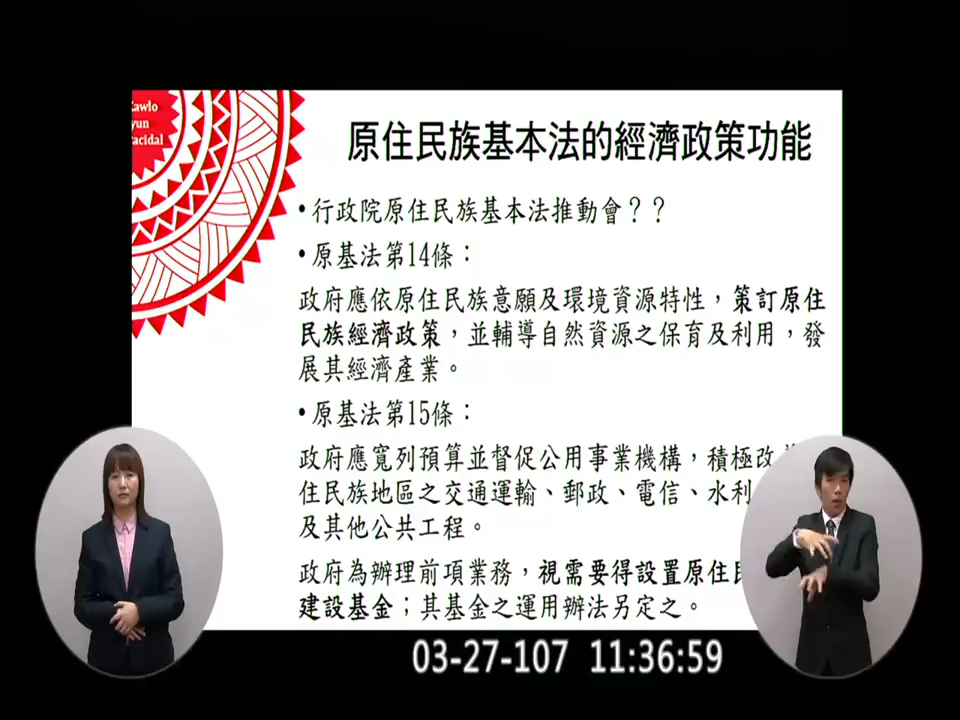 Kawlo
yun
Pacidal
原住民族基本法的經濟政策功能
•行政院原住民族基本法推動會？？
•原基法第14條：
政府應依原住民族意願及環境資源特性，策訂原住
民族經濟政策，並輔導自然資源之保育及利用，發
展其經濟產業。
•原基法第15條：
政府應寬列預算並督促公用事業機構，積極改
住民族地區之交通運輸、郵政、電信、水利
及其他公共工程。
政府為辦理前項業務，視需要得設置原住
建設基金；其基金之運用辦法另定之。
03-27-107 11:36:59